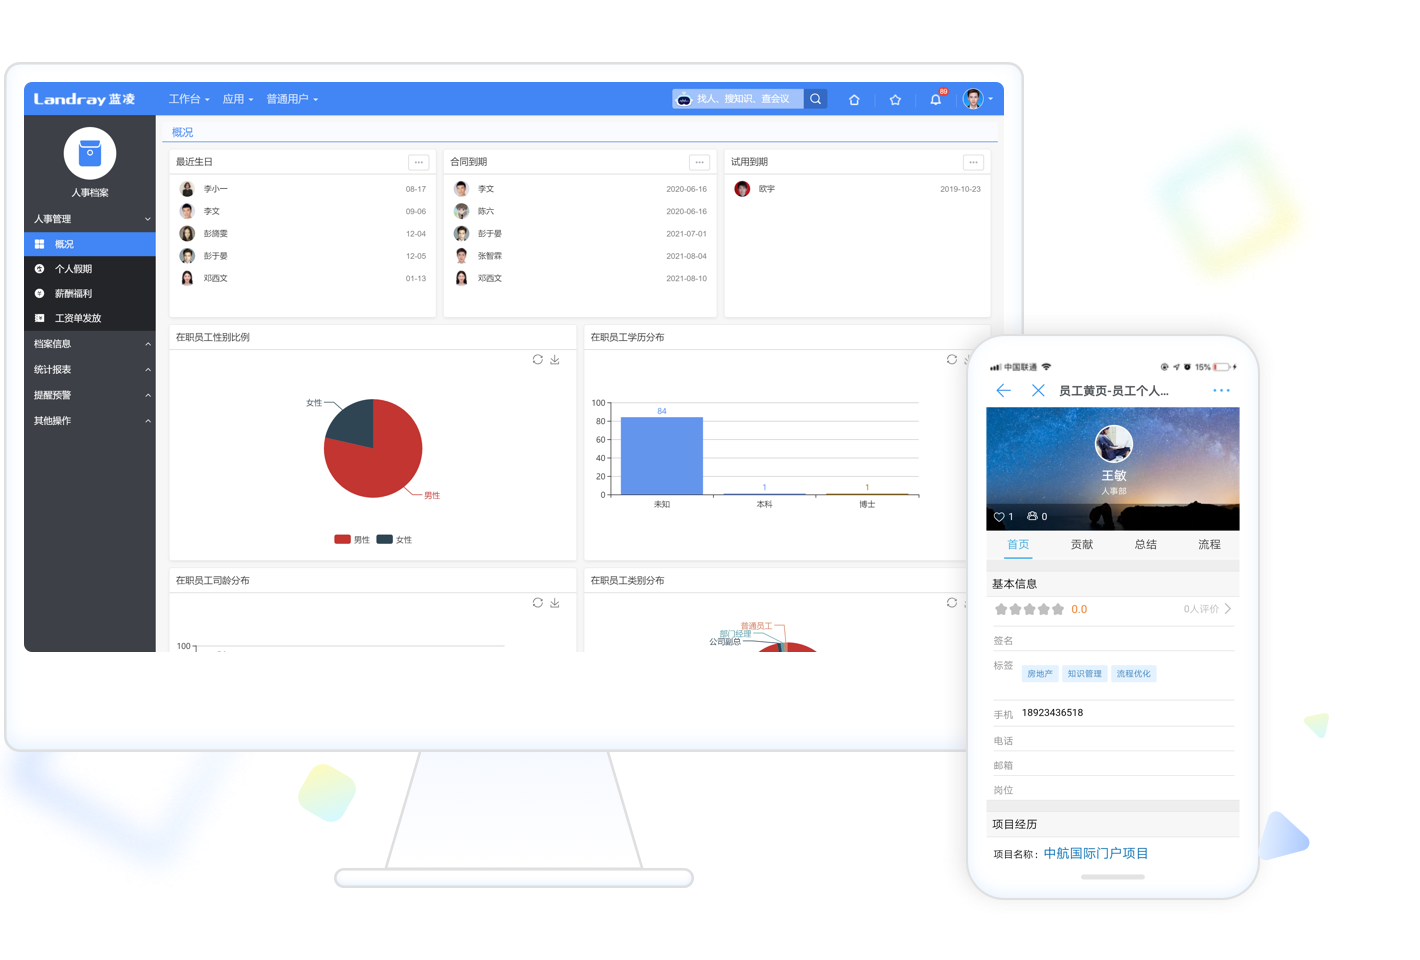 Landray 蓝凌 工作台 应用 普通用户 找人、搜知识、查会议 89
人事档案
人事管理
概况
个人假期
薪酬福利
工资单发放
档案信息
统计报表
提醒预警
其他操作
概况
最近生日 ...
李小一 08-17
李文 09-06
彭旖雯 12-04
彭于晏 12-05
邓西文 01-13
合同到期 ...
李文 2020-06-16
陈六 2020-06-16
彭于晏 2021-07-01
张智霖 2021-08-04
邓西文 2021-08-10
试用到期 ...
欧宇 2019-10-23
在职员工性别比例
女性
男性
男性 女性
在职员工学历分布
100
80
60
40
20
0
84
1
1
未知 本科 博士
在职员工司龄分布
100
在职员工类别分布
普通员工
部门经理
公司副总
中国联通 15%
员工黄页-员工个人...
王敏
人事部
1 0
首页 贡献 总结 流程
基本信息
0.0 0人评价
签名
标签 房地产 知识管理 流程优化
手机 18923436518
电话
邮箱
岗位
项目经历
项目名称： 中航国际门户项目